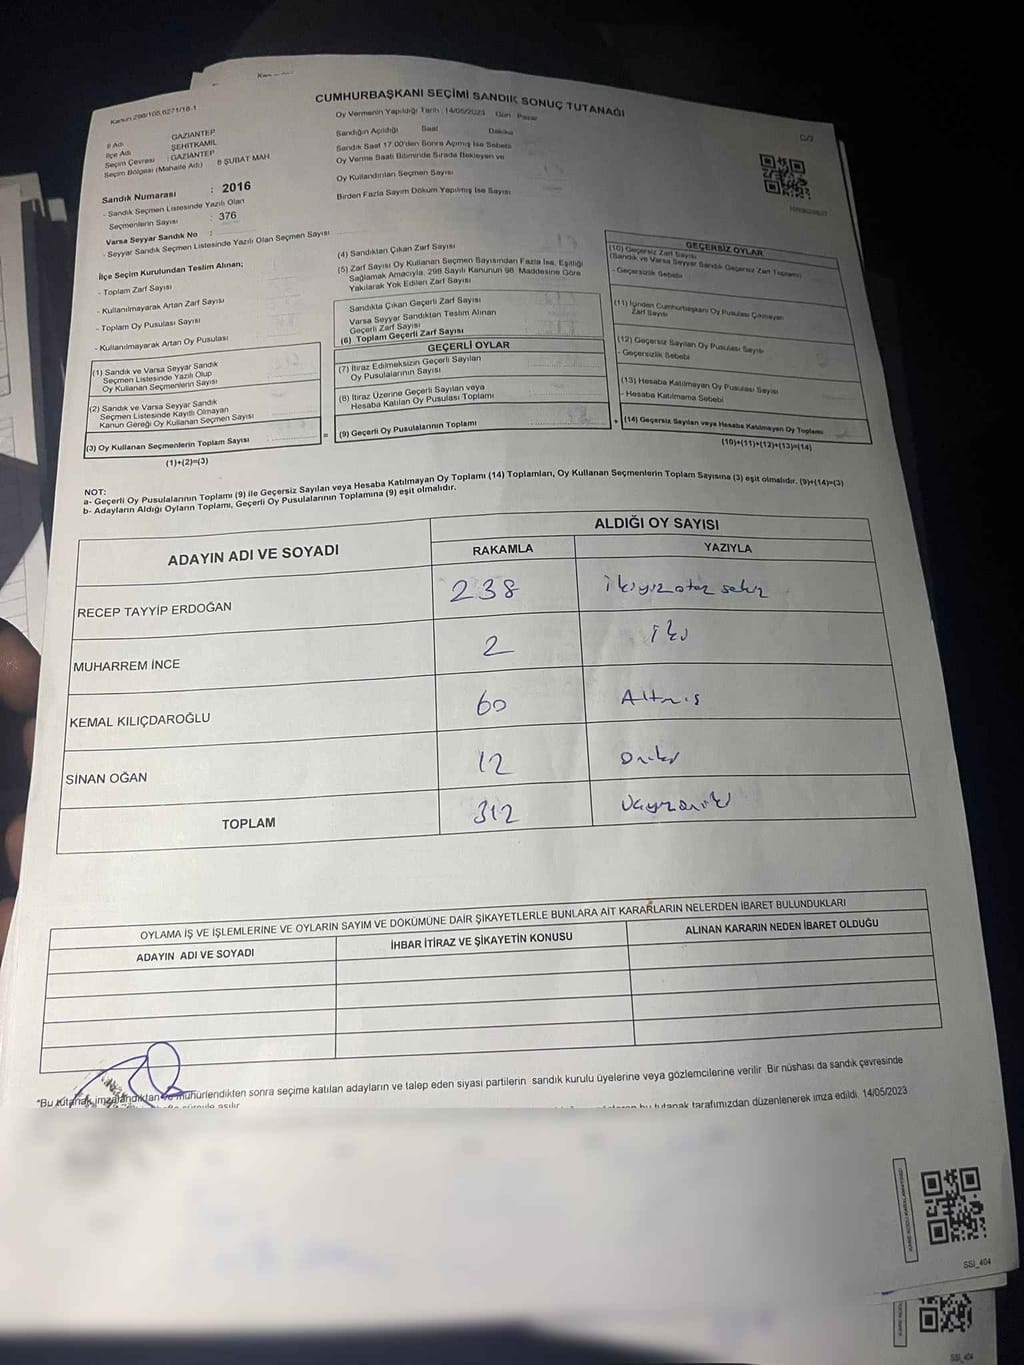 Kanun 298/105,6271/16-1
CUMHURBAŞKANI SEÇİMİ SANDIK SONUÇ TUTANAĞI
Oy Vermenin Yapıldığı Tarih : 14/05/2023 Gün : Pazar
İl Adı : GAZİANTEP
İlçe Adı : ŞEHİTKAMİL
Seçim Çevresi : GAZİANTEP
Seçim Bölgesi (Mahalle Adı) 8 ŞUBAT MAH
Sandık Numarası : 2016
- Sandık Seçmen Listesinde Yazılı Olan
Seçmenlerin Sayısı : 376
Varsa Seyyar Sandık No :
- Seyyar Sandık Seçmen Listesinde Yazılı Olan Seçmen Sayısı
Sandığın Açıldığı Saat Dakika
Sandık Saat 17.00'den Sonra Açılmış İse Sebebi
Oy Verme Saati Bitiminde Sırada Bekleyen ve
Oy Kullandırılan Seçmen Sayısı
Birden Fazla Sayım Döküm Yapılmış İse Sayısı
İlçe Seçim Kurulundan Teslim Alınan;
- Toplam Zarf Sayısı
- Kullanılmayarak Artan Zarf Sayısı
- Toplam Oy Pusulası Sayısı
- Kullanılmayarak Artan Oy Pusulası
(1) Sandık ve Varsa Seyyar Sandık
Seçmen Listesinde Yazılı Olup
Oy Kullanan Seçmenlerin Sayısı
(2) Sandık ve Varsa Seyyar Sandık
Seçmen Listesinde Kayıtlı Olmayan
Kanun Gereği Oy Kullanan Seçmen Sayısı
(3) Oy Kullanan Seçmenlerin Toplam Sayısı
(1)+(2)=(3)
(4) Sandıktan Çıkan Zarf Sayısı
(5) Zarf Sayısı Oy Kullanan Seçmen Sayısından Fazla İse, Eşitliği
Sağlamak Amacıyla, 298 Sayılı Kanunun 98. Maddesine Göre
Yakılarak Yok Edilen Zarf Sayısı
Sandıkta Çıkan Geçerli Zarf Sayısı
Varsa Seyyar Sandıktan Teslim Alınan
Geçerli Zarf Sayısı
(6) Toplam Geçerli Zarf Sayısı
GEÇERLİ OYLAR
(7) İtiraz Edilmeksizin Geçerli Sayılan
Oy Pusulalarının Sayısı
(8) İtiraz Üzerine Geçerli Sayılan veya
Hesaba Katılan Oy Pusulası Toplamı
=
(9) Geçerli Oy Pusulalarının Toplamı
GEÇERSİZ OYLAR
(10) Geçersiz Zarf Sayısı
(Sandık ve Varsa Seyyar Sandık Geçersiz Zarf Toplamı)
- Geçersizlik Sebebi
(11) İçinden Cumhurbaşkanı Oy Pusulası Çıkmayan
Zarf Sayısı
(12) Geçersiz Sayılan Oy Pusulası Sayısı
- Geçersizlik Sebebi
(13) Hesaba Katılmayan Oy Pusulası Sayısı
- Hesaba Katılmama Sebebi
+
(14) Geçersiz Sayılan veya Hesaba Katılmayan Oy Toplamı
(10)+(11)+(12)+(13)=(14)
NOT:
a- Geçerli Oy Pusulalarının Toplamı (9) ile Geçersiz Sayılan veya Hesaba Katılmayan Oy Toplamı (14) Toplamları, Oy Kullanan Seçmenlerin Toplam Sayısına (3) eşit olmalıdır. (9)+(14)=(3)
b- Adayların Aldığı Oyların Toplamı, Geçerli Oy Pusulalarının Toplamına (9) eşit olmalıdır.
ADAYIN ADI VE SOYADI
ALDIĞI OY SAYISI
RAKAMLA YAZIYLA
RECEP TAYYİP ERDOĞAN 238 ikiyüzotuz sekiz
MUHARREM İNCE 2 iki
KEMAL KILIÇDAROĞLU 60 Altmış
SİNAN OĞAN 12 Oniki
TOPLAM 312 Üçyüzoniki
OYLAMA İŞ VE İŞLEMLERİNE VE OYLARIN SAYIM VE DÖKÜMÜNE DAİR ŞİKAYETLERLE BUNLARA AİT KARARLARIN NELERDEN İBARET BULUNDUKLARI
ADAYIN ADI VE SOYADI
İHBAR İTİRAZ VE ŞİKAYETİN KONUSU
ALINAN KARARIN NEDEN İBARET OLDUĞU
*Bu tutanak imzalandıktan ve mühürlendikten sonra seçime katılan adayların ve talep eden siyasi partilerin sandık kurulu üyelerine veya gözlemcilerine verilir. Bir nüshası da sandık çevresinde
bu tutanak tarafımızdan düzenlenerek imza edildi. 14/05/2023
SSI_404
SSI_404